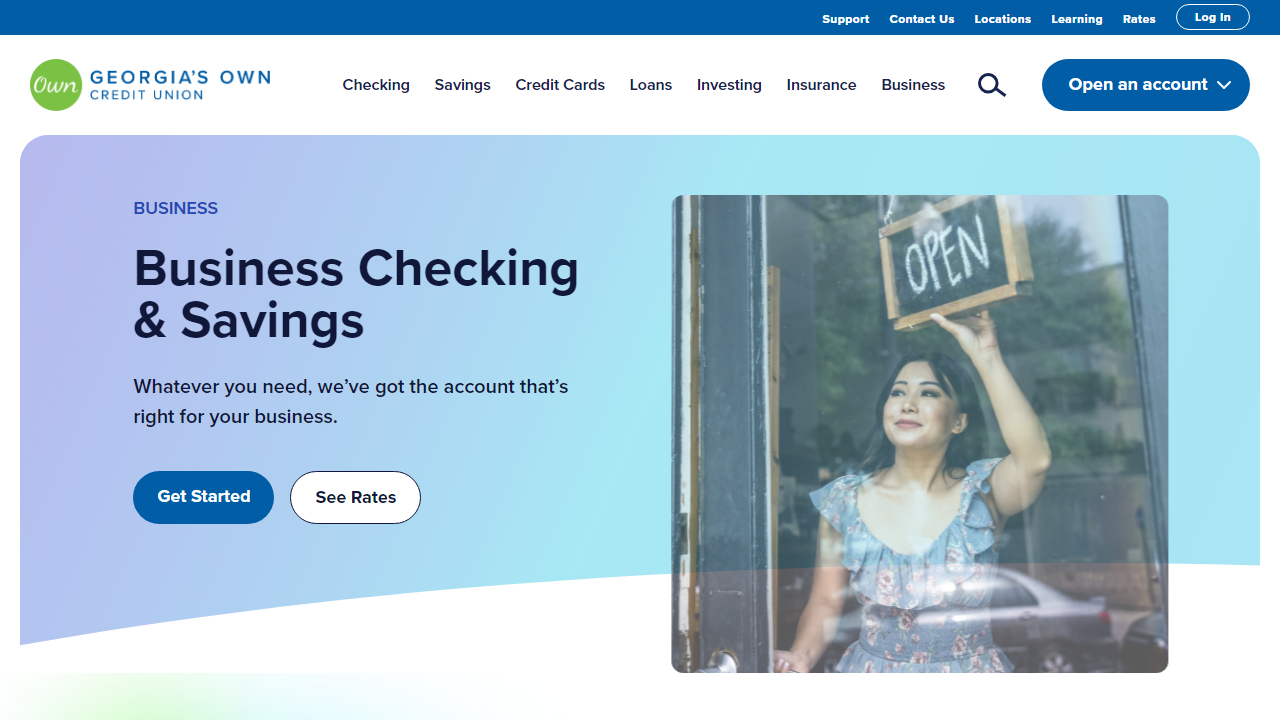 Support Contact Us Locations Learning Rates Log In
Own GEORGIA'S OWN
CREDIT UNION
Checking Savings Credit Cards Loans Investing Insurance Business
Open an account
BUSINESS
Business Checking
& Savings
Whatever you need, we’ve got the account that’s
right for your business.
Get Started See Rates
OPEN